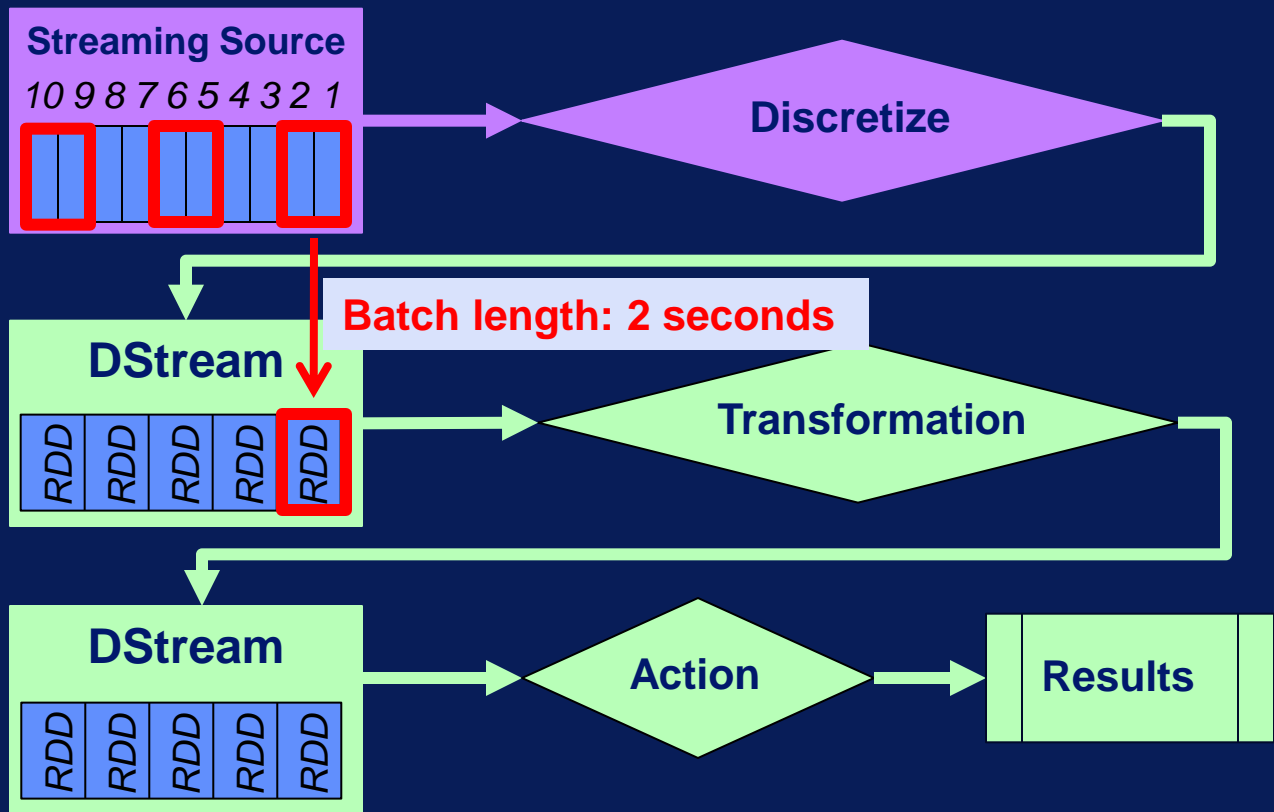 Streaming Source
10 9 8 7 6 5 4 3 2 1
Discretize
Batch length: 2 seconds
DStream
RDD RDD RDD RDD RDD
Transformation
DStream
RDD RDD RDD RDD RDD
Action
Results